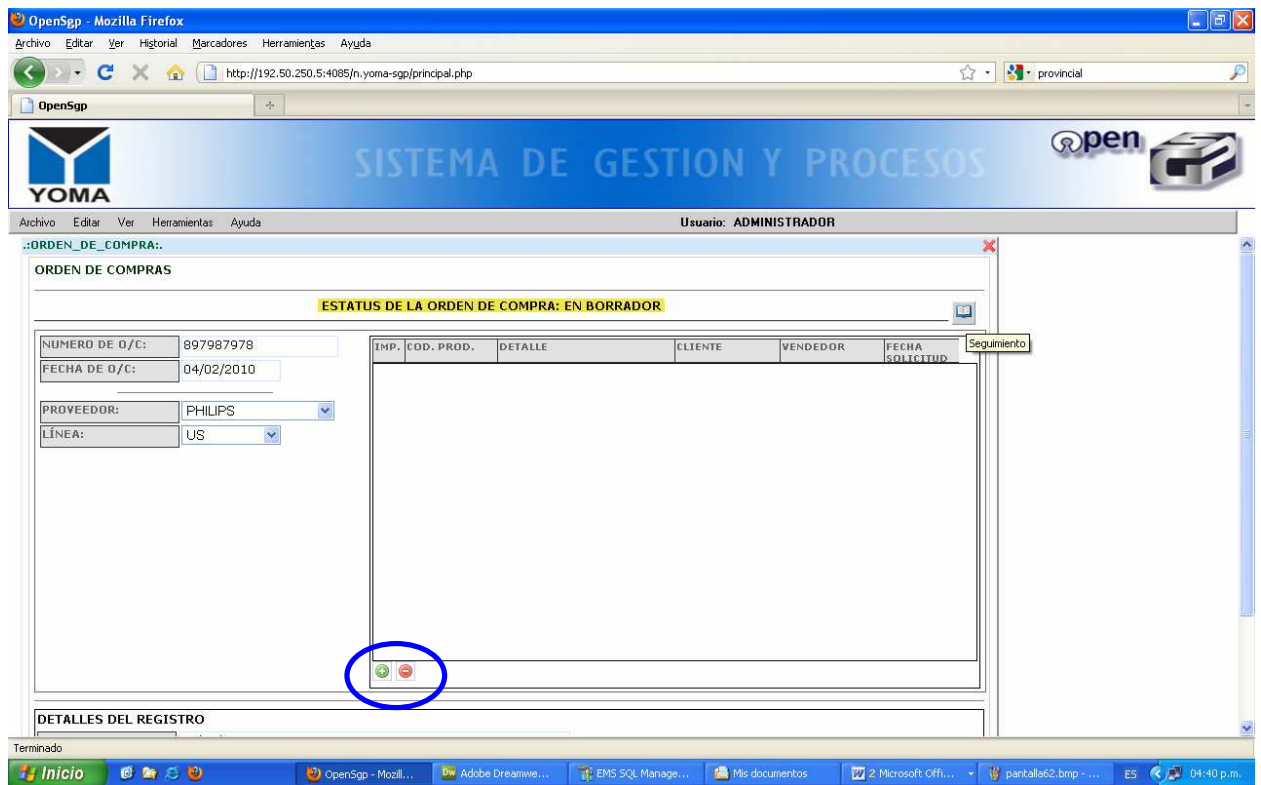 OpenSgp - Mozilla Firefox
Archivo Editar Ver Historial Marcadores Herramientas Ayuda
http://192.50.250.5:4085/n.yoma-sgp/principal.php
provincial
OpenSgp
YOMA
SISTEMA DE GESTION Y PROCESOS
open
Archivo Editar Ver Herramientas Ayuda
Usuario: ADMINISTRADOR
.:ORDEN_DE_COMPRA:.
ORDEN DE COMPRAS
ESTATUS DE LA ORDEN DE COMPRA: EN BORRADOR
Seguimiento
NUMERO DE O/C: 897987978
FECHA DE O/C: 04/02/2010
PROVEEDOR: PHILIPS
LÍNEA: US
IMP. COD. PROD. DETALLE CLIENTE VENDEDOR FECHA
SOLICITUD
DETALLES DEL REGISTRO
Terminado
Inicio
OpenSgp - Mozill...
Adobe Dreamwe...
EMS SQL Manage...
Mis documentos
2 Microsoft Offi...
pantalla62.bmp - ...
ES
04:40 p.m.